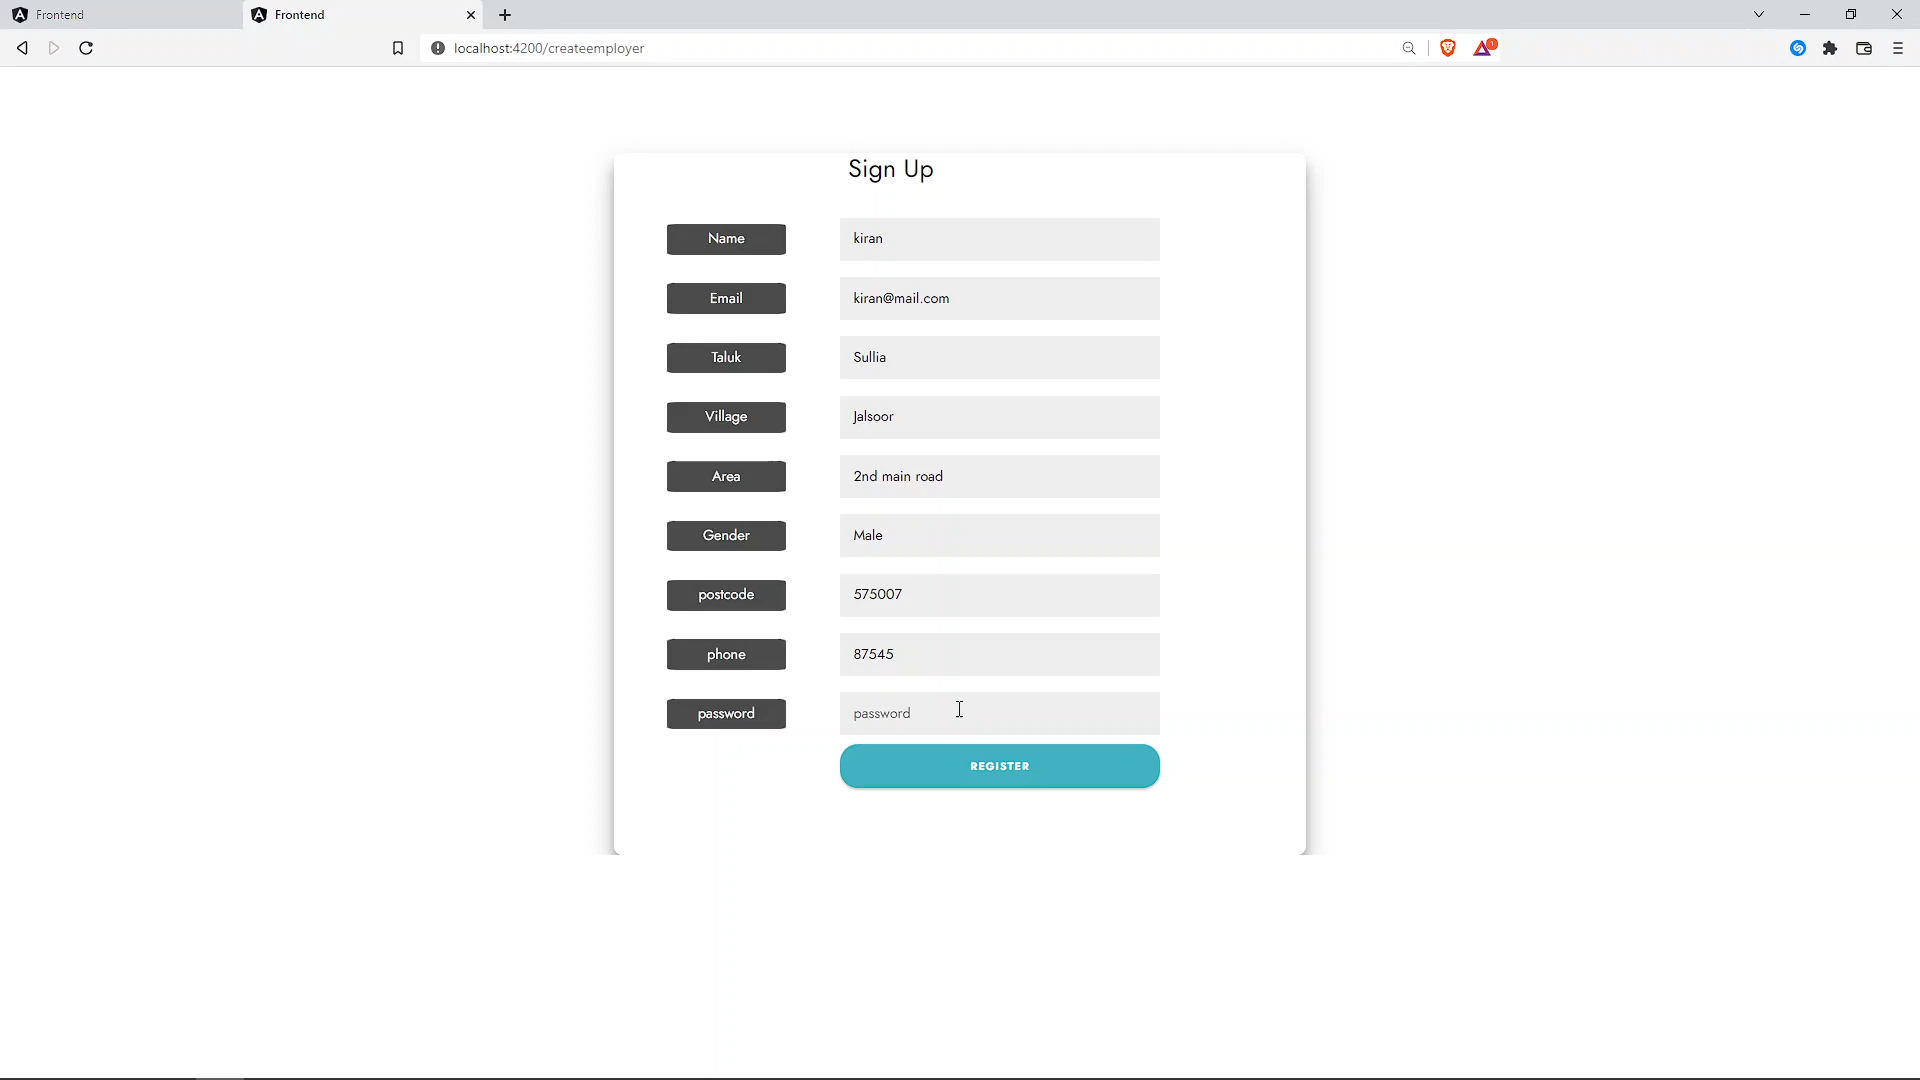 Frontend
Frontend
localhost:4200/createemployer
1
Sign Up
Name kiran
Email kiran@mail.com
Taluk Sullia
Village Jalsoor
Area 2nd main road
Gender Male
postcode 575007
phone 87545
password password
REGISTER